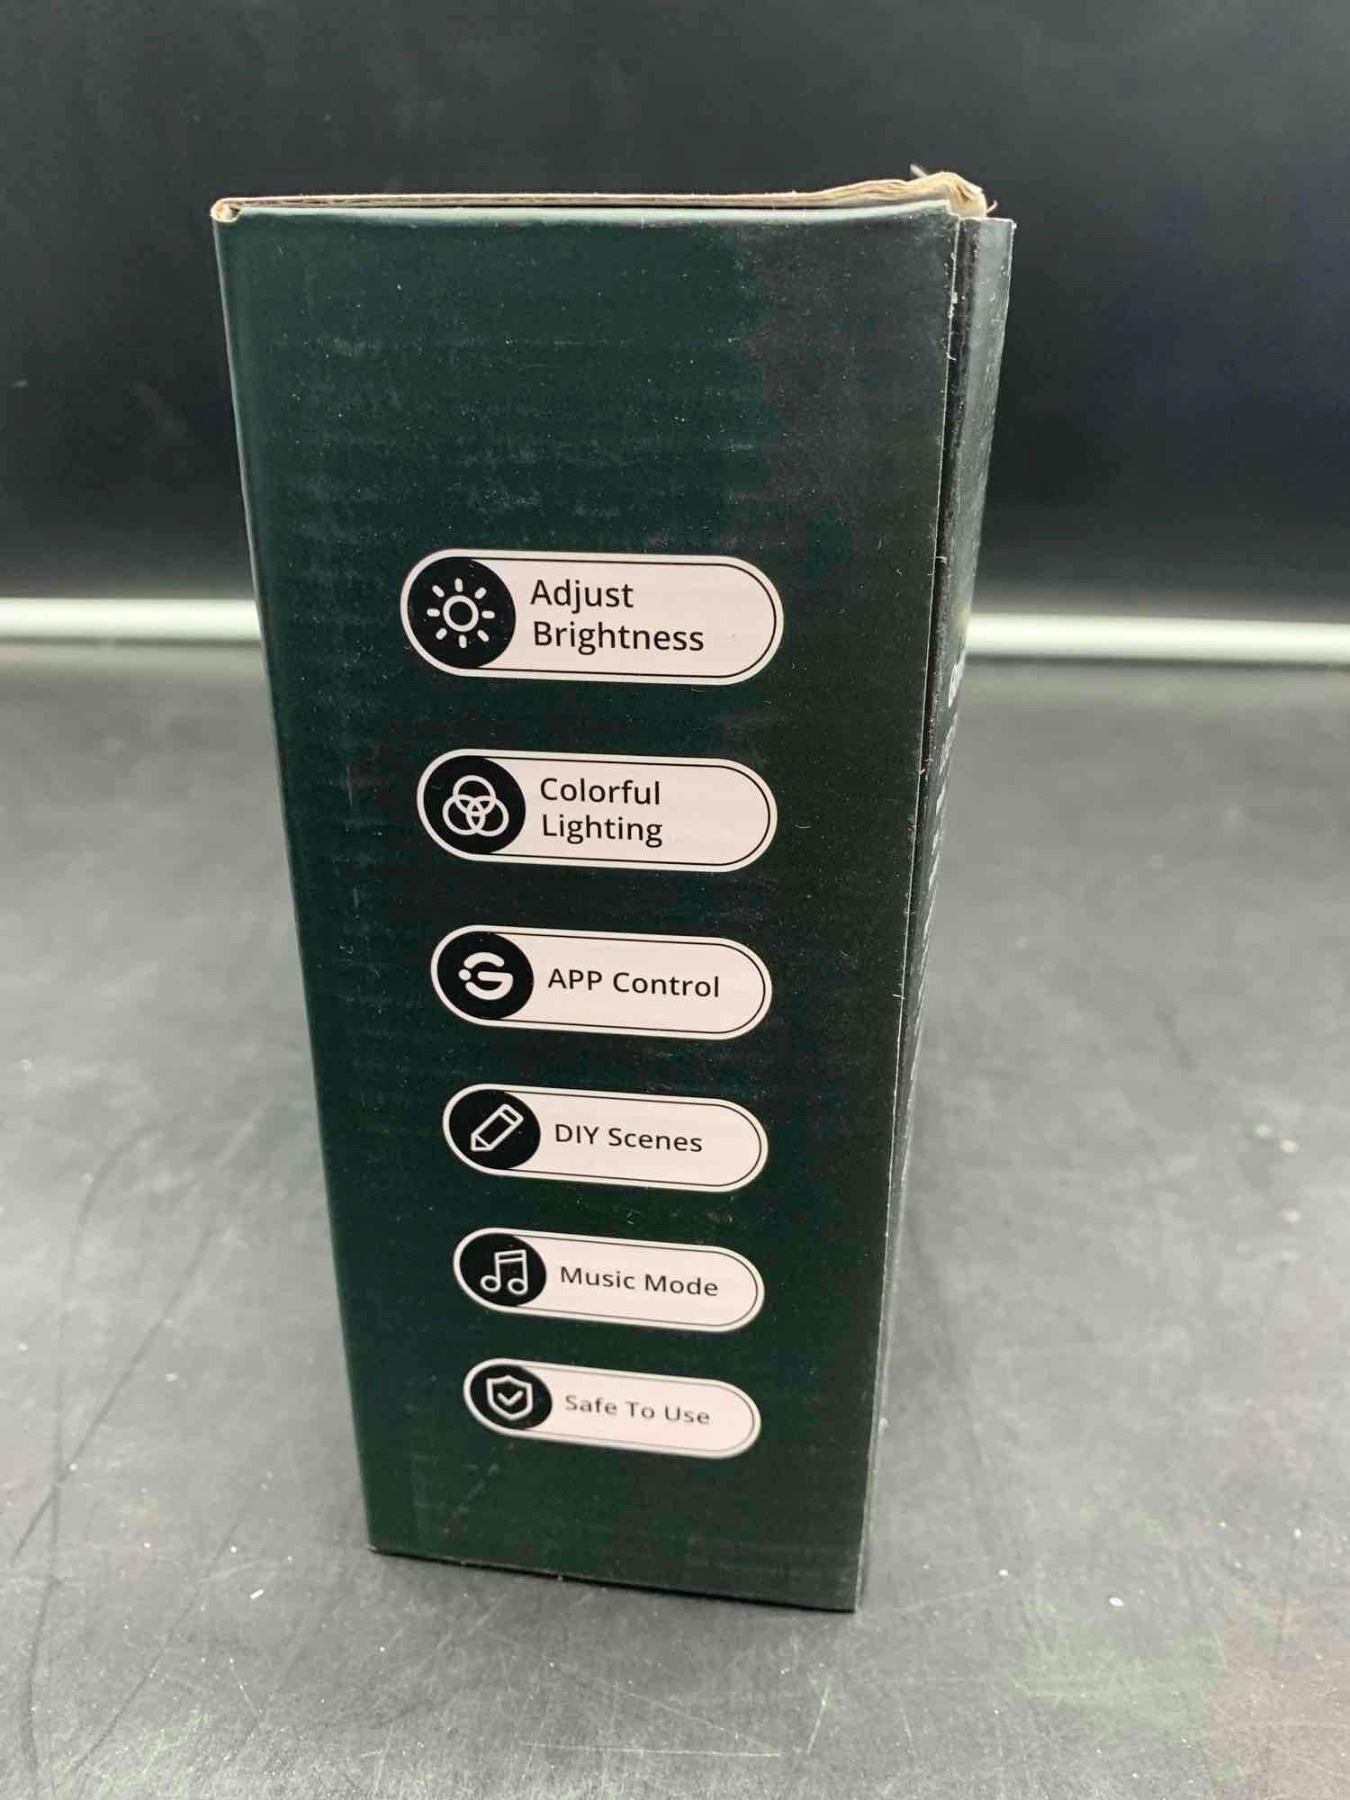 Adjust
Brightness
Colorful
Lighting
APP Control
DIY Scenes
Music Mode
Safe To Use